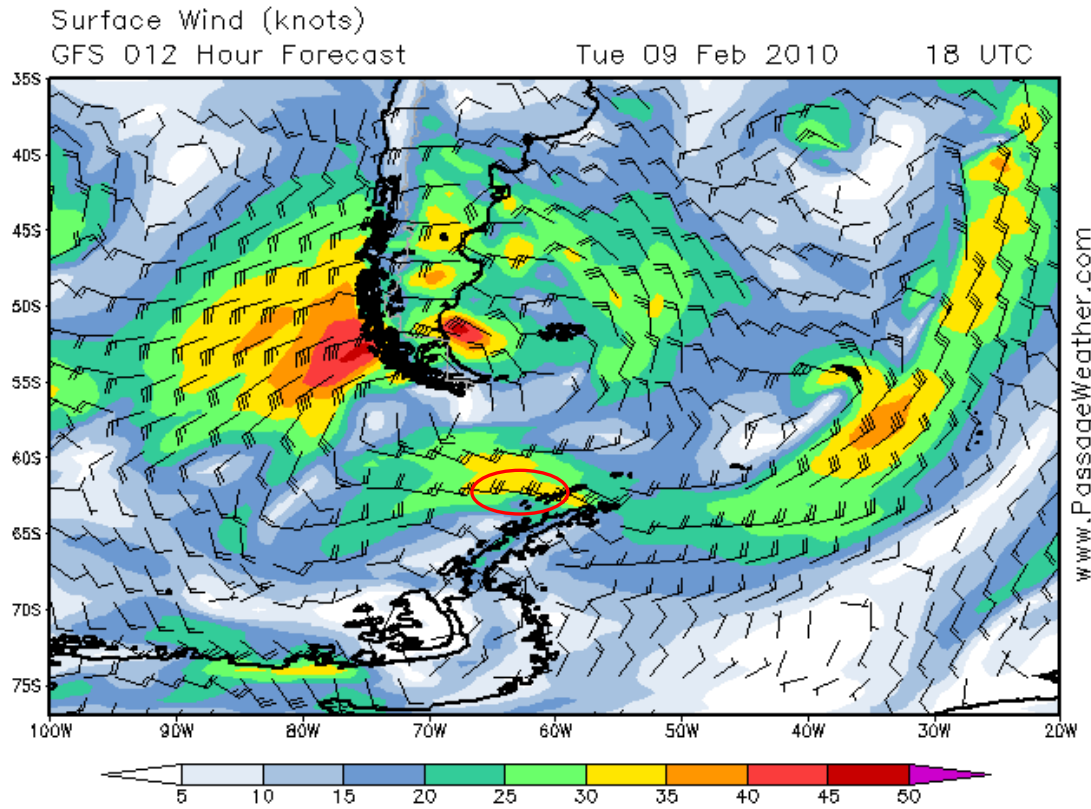 Surface Wind (knots)
GFS 012 Hour Forecast Tue 09 Feb 2010 18 UTC
35S
40S
45S
50S
55S
60S
65S
70S
75S
100W 90W 80W 70W 60W 50W 40W 30W 20W
5 10 15 20 25 30 35 40 45 50
www.PassageWeather.com